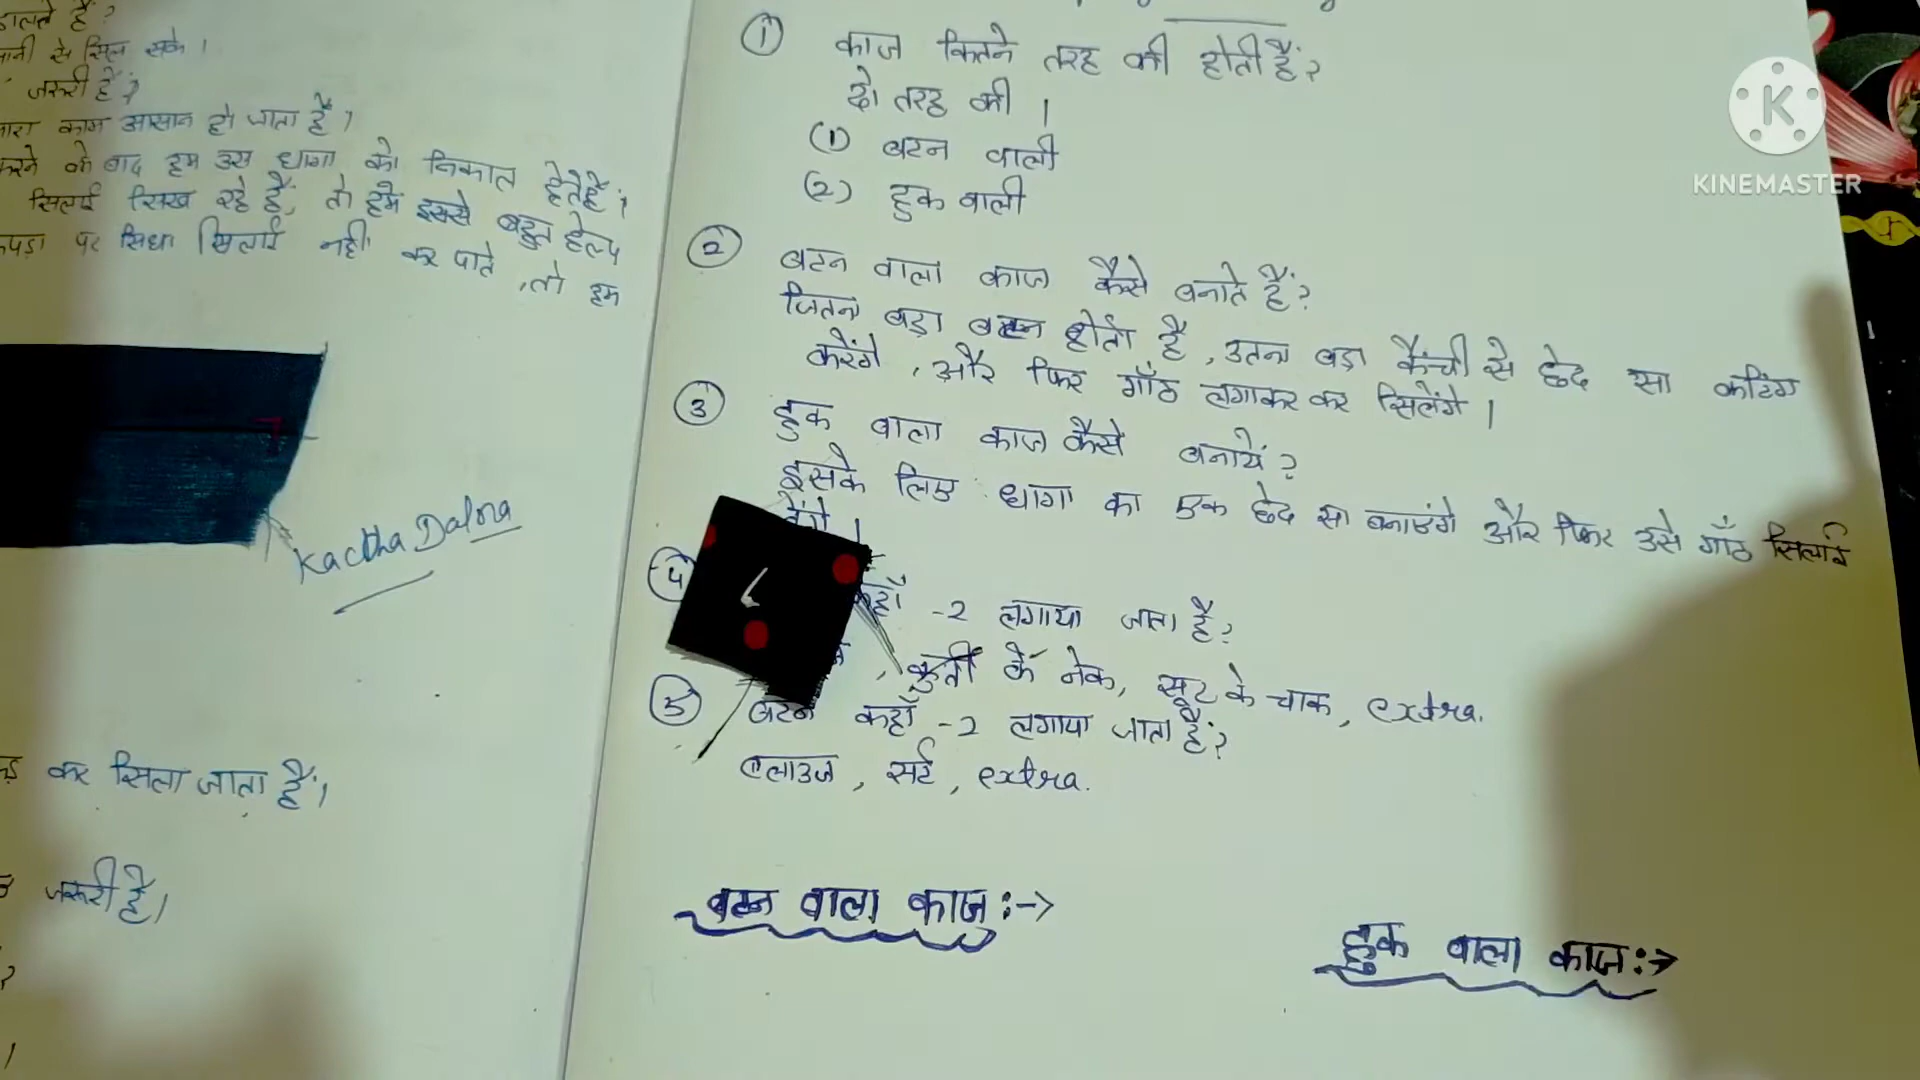 डालते हैं?
सानी से सिल सके।
जरूरी हैं?
काम आसान हो जाता है।
करने के बाद हम उस धागा को निकाल देते हैं।
सिलाई सिख रहे हैं, तो हमें इससे बहुत हेल्प
कपड़ा पर सिधा सिलाई नहीं कर पाते, तो हम
Kactha Dalna
कर सिला जाता हैं।
जरूरी है।
① काज कितने तरह की होती हैं?
दो तरह की।
(1) बटन वाली
(2) हुक वाली
② बटन वाला काज कैसे बनाते हैं?
जितना बड़ा बटन होता है, उतना बड़ा कैंची से छेद सा कटिंग
करेंगे, और फिर गाँठ लगाकर कर सिलेंगे।
③ हुक वाला काज कैसे बनायें?
इसके लिए धागा का एक छेद सा बनाएंगे और फिर उसे गाँठ सिलाई
देंगे।
④ कहाँ -2 लगाया जाता है?
, कुर्ती के नेक, सूट के चाक, extra.
⑤ बटन कहाँ -2 लगाया जाता हैं?
ब्लाउज, सर्ट, extra.
बटन वाला काज :->
हुक वाला काज :->
KINEMASTER